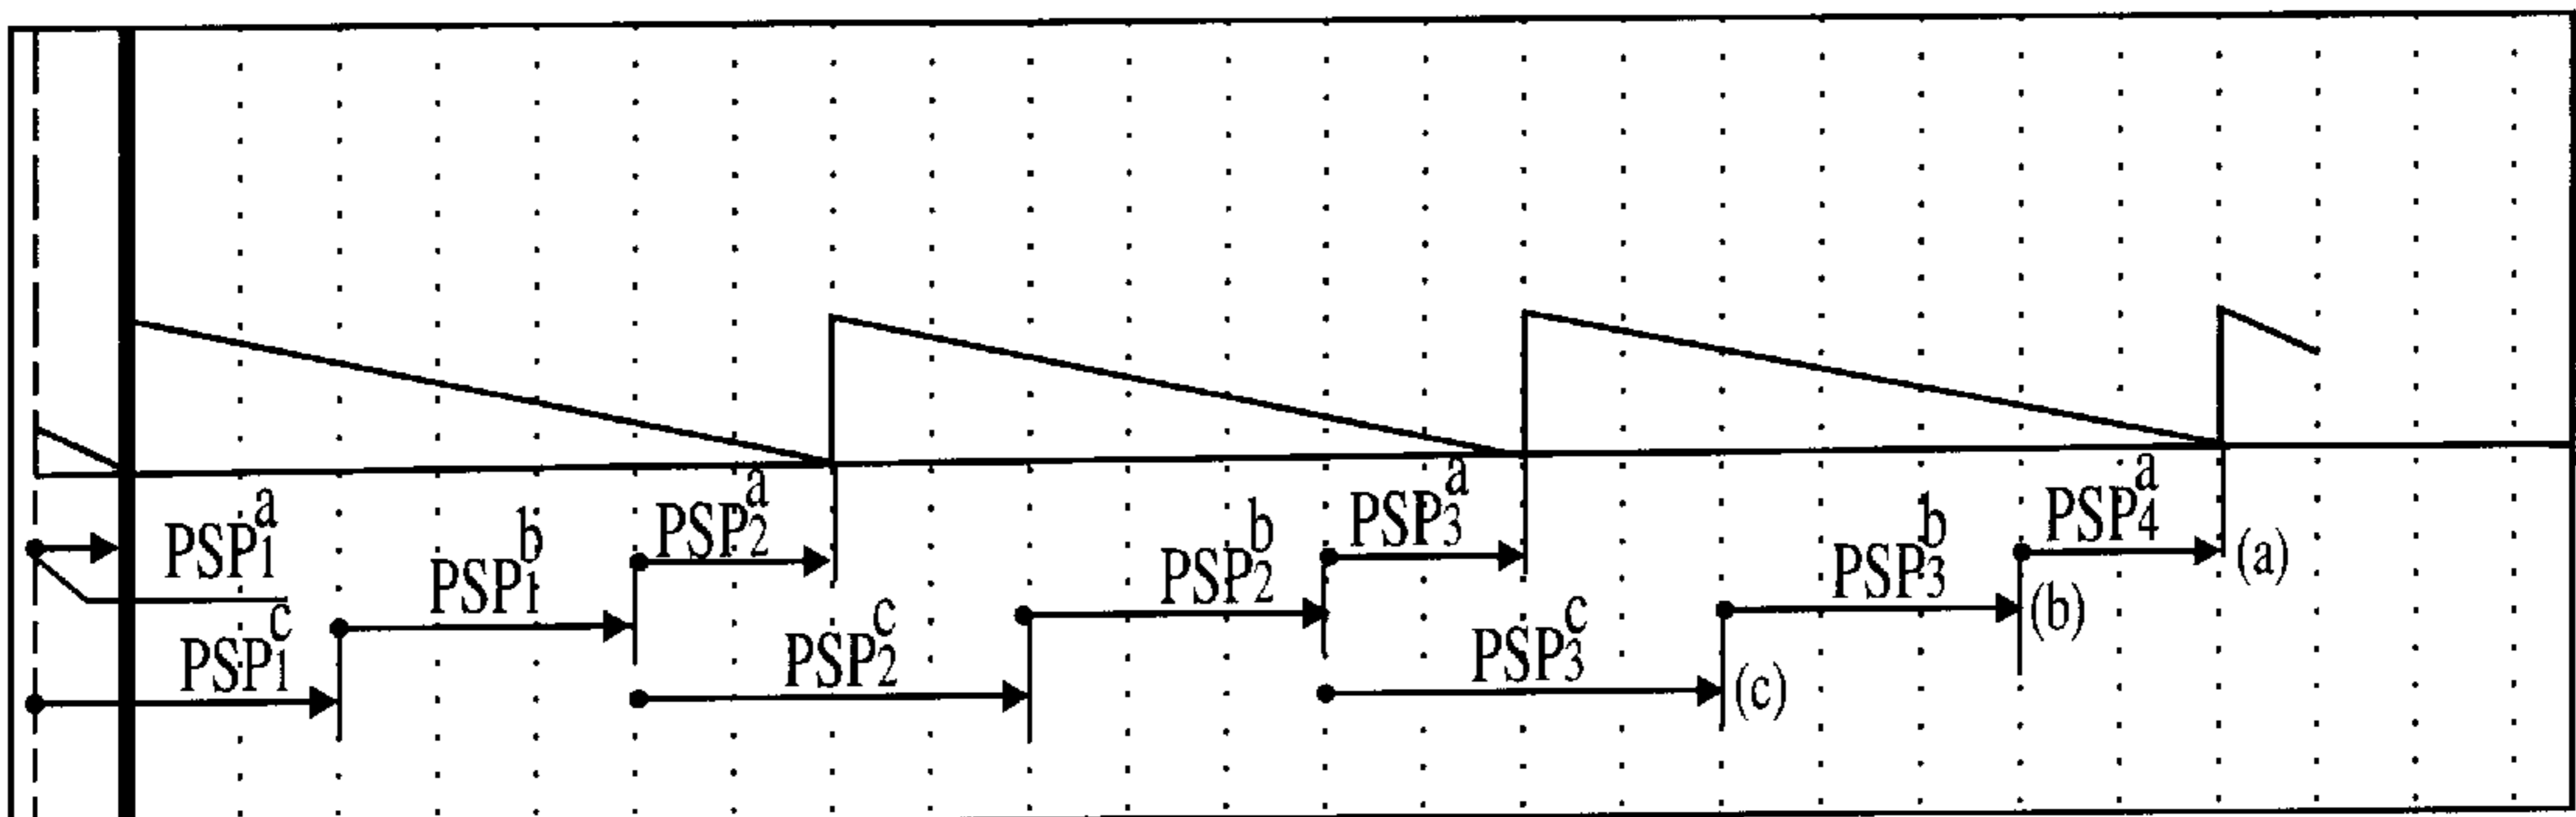 PSP₁ᵃ
PSP₁ᵇ
PSP₂ᵃ
PSP₂ᵇ
PSP₃ᵃ
PSP₃ᵇ
PSP₄ᵃ
(a)
(b)
PSP₁ᶜ
PSP₂ᶜ
PSP₃ᶜ
(c)